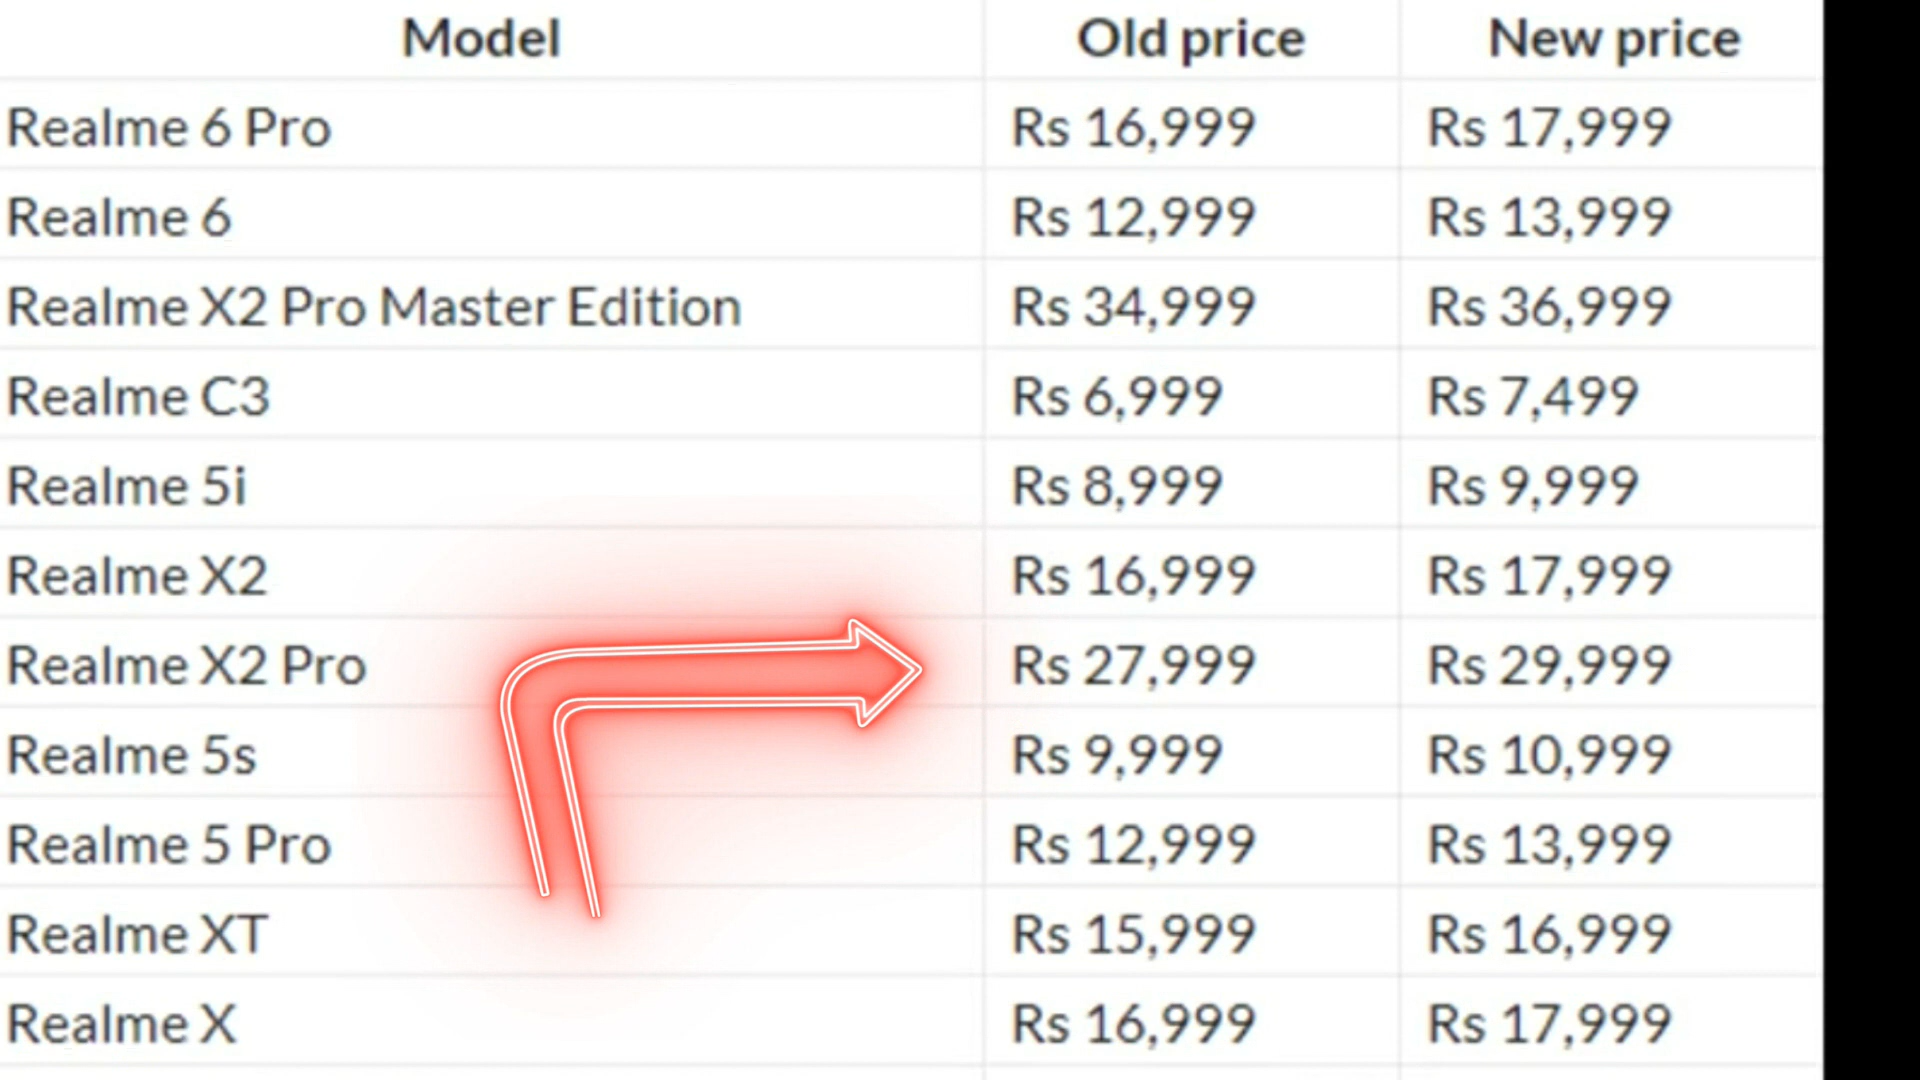 Model Old price New price
Realme 6 Pro Rs 16,999 Rs 17,999
Realme 6 Rs 12,999 Rs 13,999
Realme X2 Pro Master Edition Rs 34,999 Rs 36,999
Realme C3 Rs 6,999 Rs 7,499
Realme 5i Rs 8,999 Rs 9,999
Realme X2 Rs 16,999 Rs 17,999
Realme X2 Pro Rs 27,999 Rs 29,999
Realme 5s Rs 9,999 Rs 10,999
Realme 5 Pro Rs 12,999 Rs 13,999
Realme XT Rs 15,999 Rs 16,999
Realme X Rs 16,999 Rs 17,999